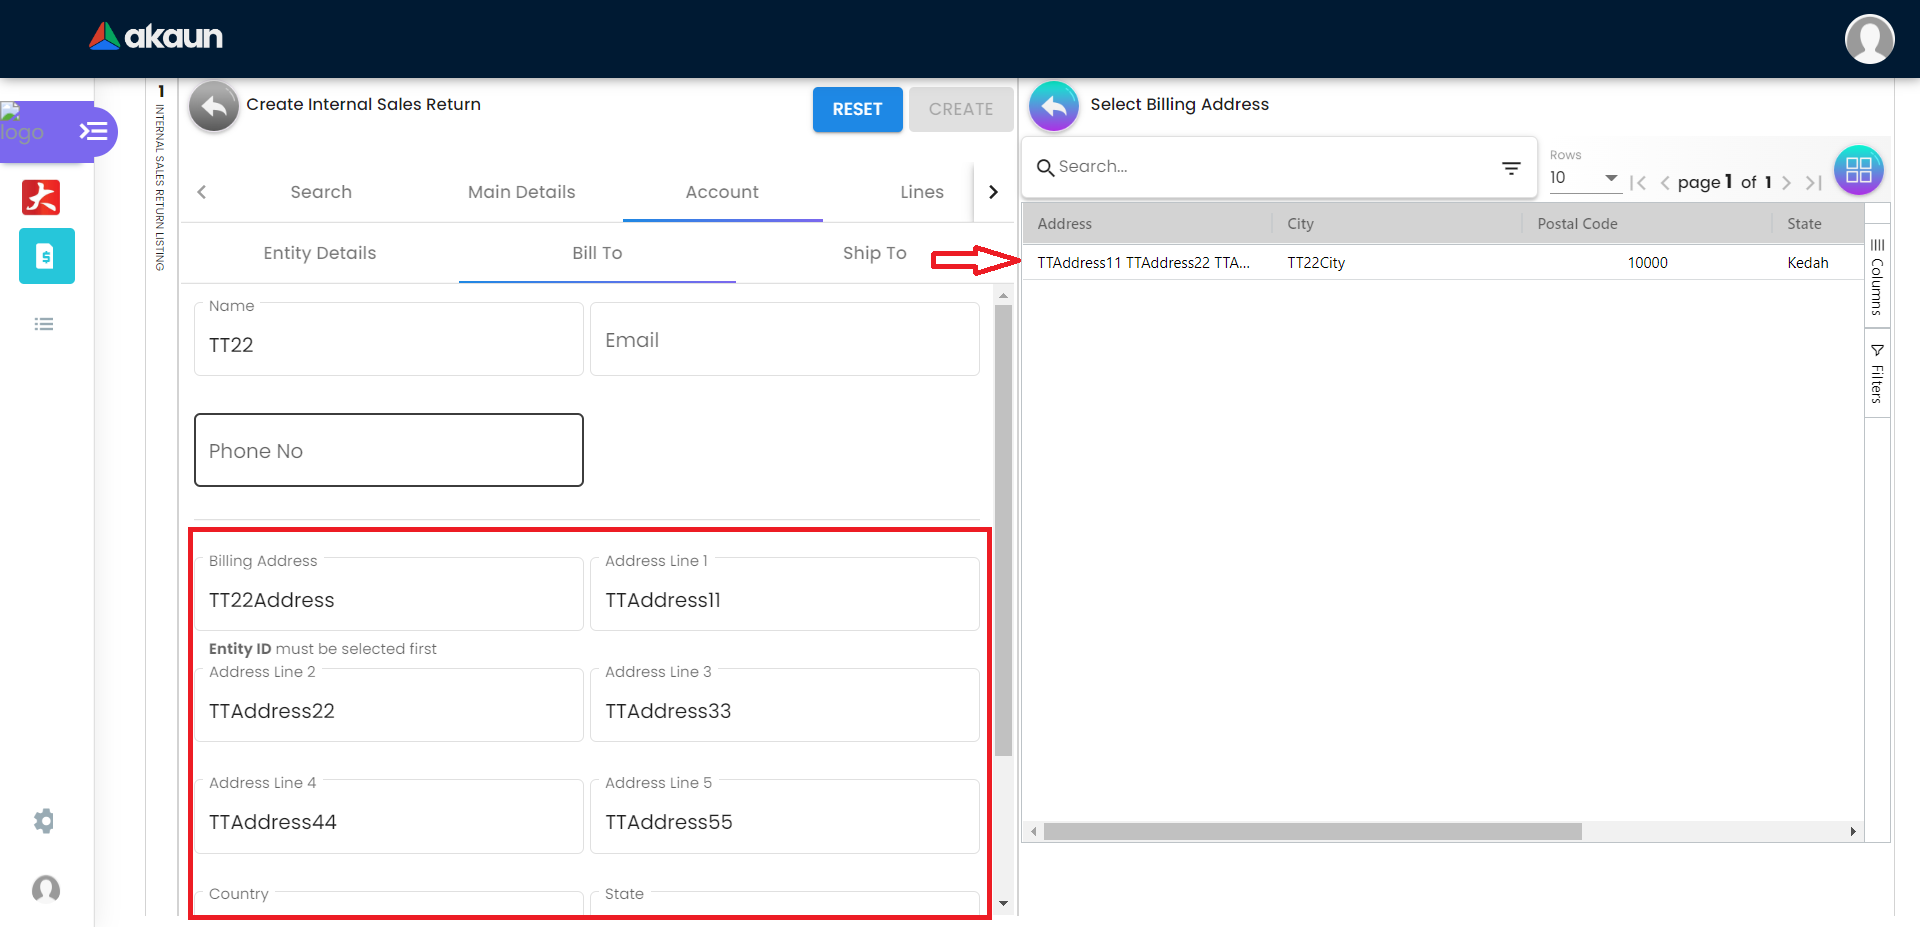 akaun
logo
1
INTERNAL SALES RETURN LISTING
Create Internal Sales Return
RESET
CREATE
Search
Main Details
Account
Lines
Entity Details
Bill To
Ship To
Name
TT22
Email
Phone No
Billing Address
TT22Address
Address Line 1
TTAddress11
Entity ID must be selected first
Address Line 2
TTAddress22
Address Line 3
TTAddress33
Address Line 4
TTAddress44
Address Line 5
TTAddress55
Country
State
Select Billing Address
Search...
Rows
10
page 1 of 1
Address City Postal Code State
TTAddress11 TTAddress22 TTA... TT22City 10000 Kedah
Columns
Filters